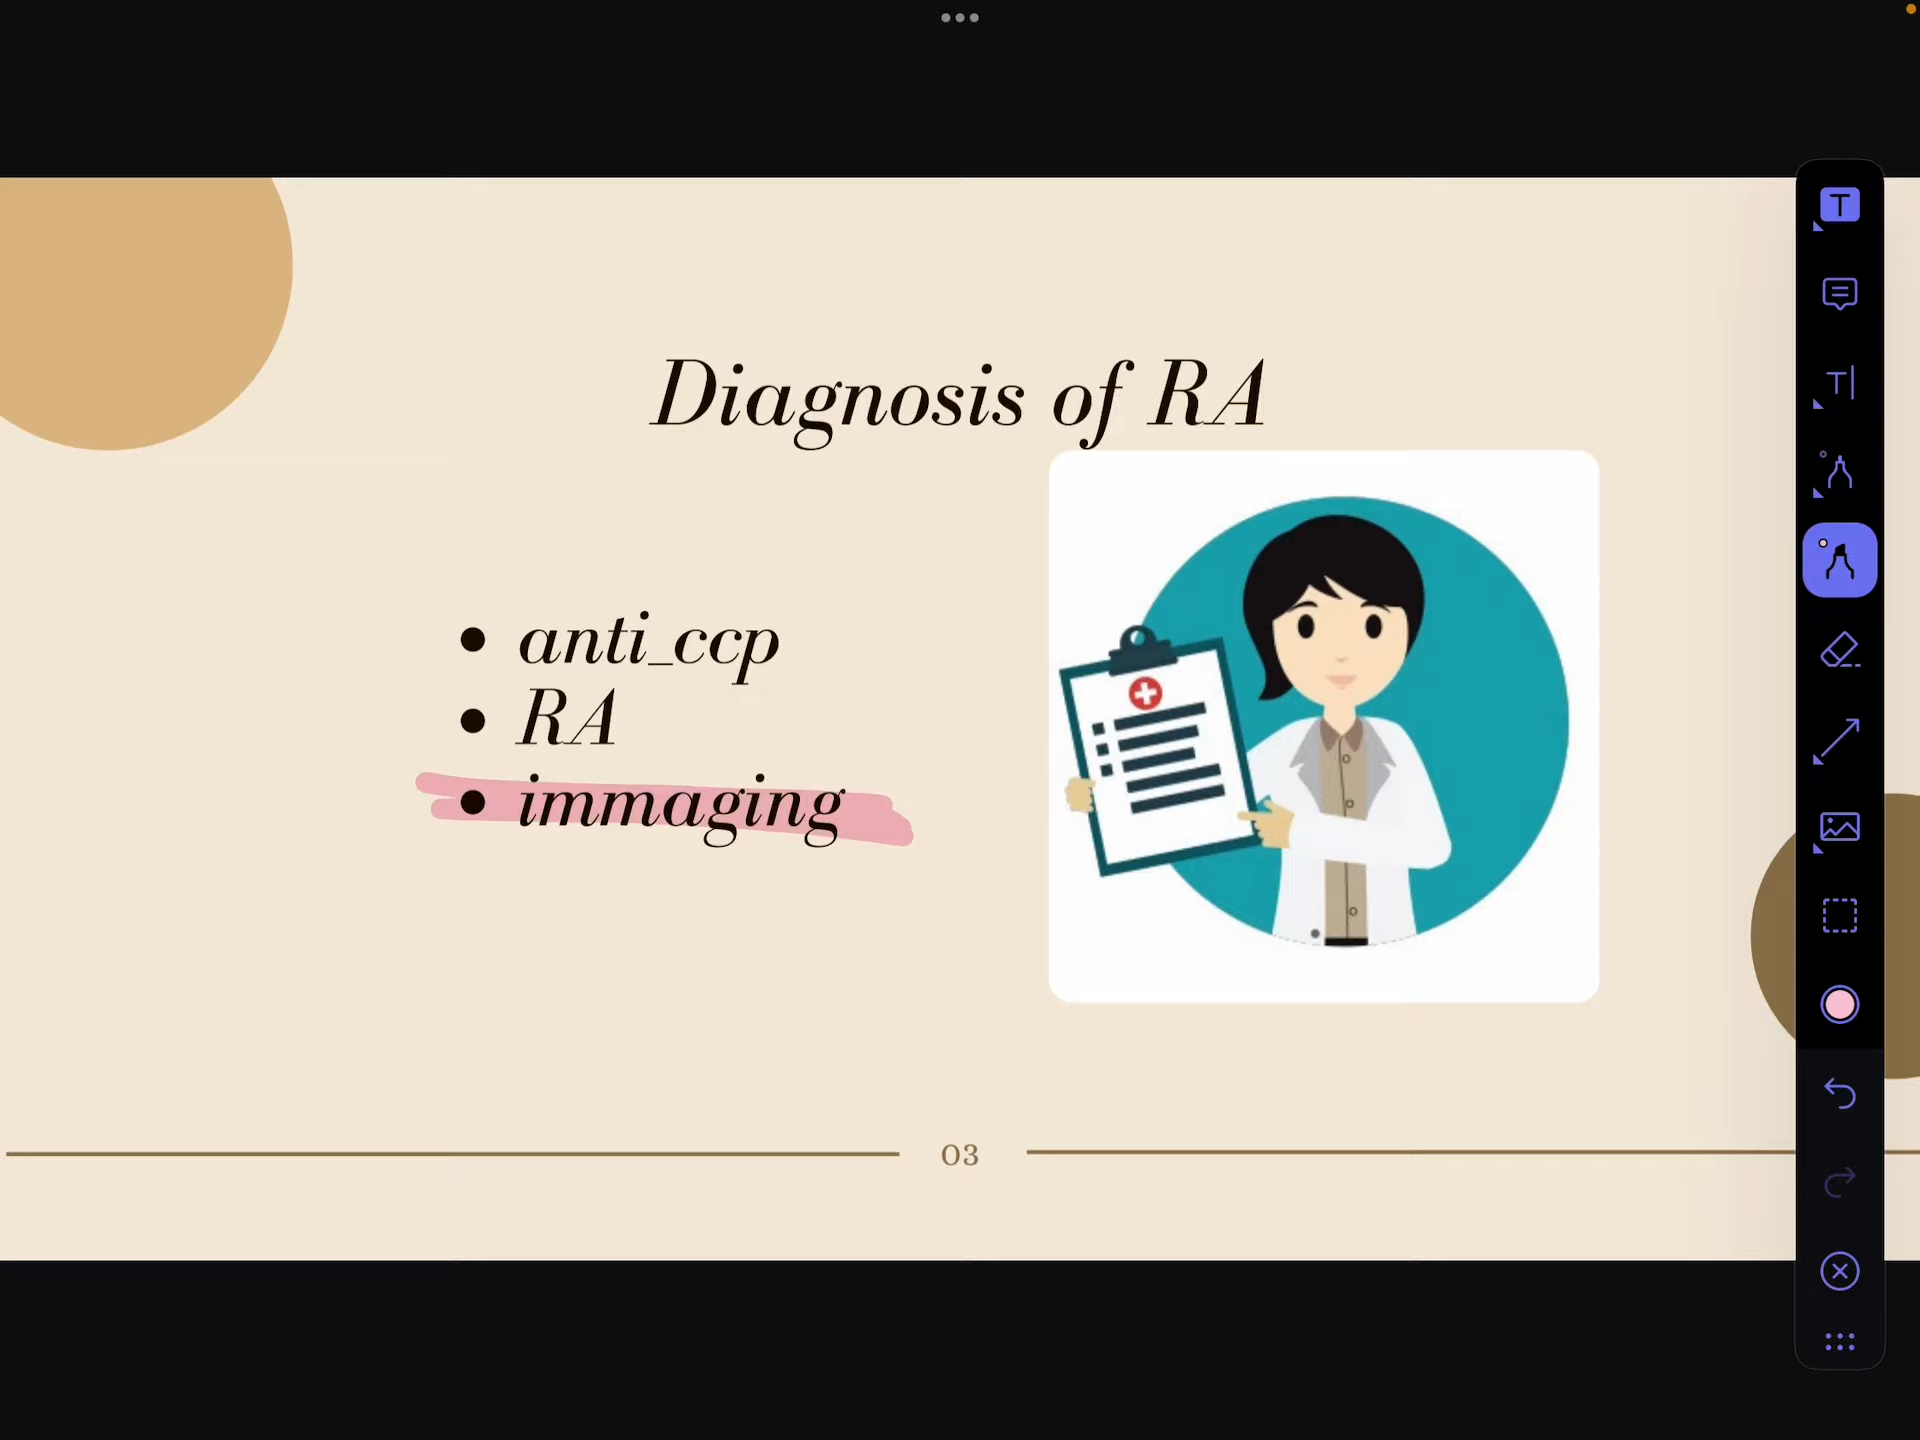 Diagnosis of RA
• anti_ccp
• RA
• immaging
03